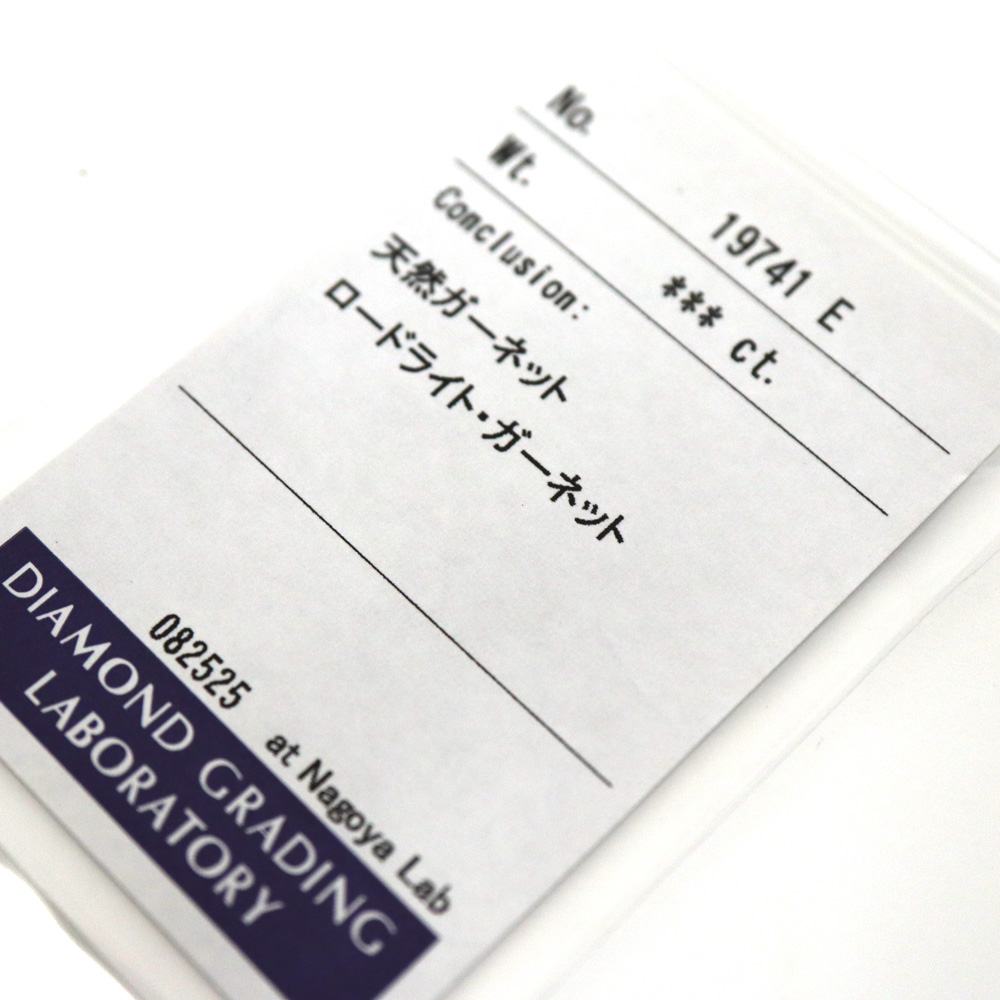 No. 19741 E
Wt. *** ct.
Conclusion:
天然ガーネット
ロードライト・ガーネット
082525 at Nagoya Lab
DIAMOND GRADING
LABORATORY